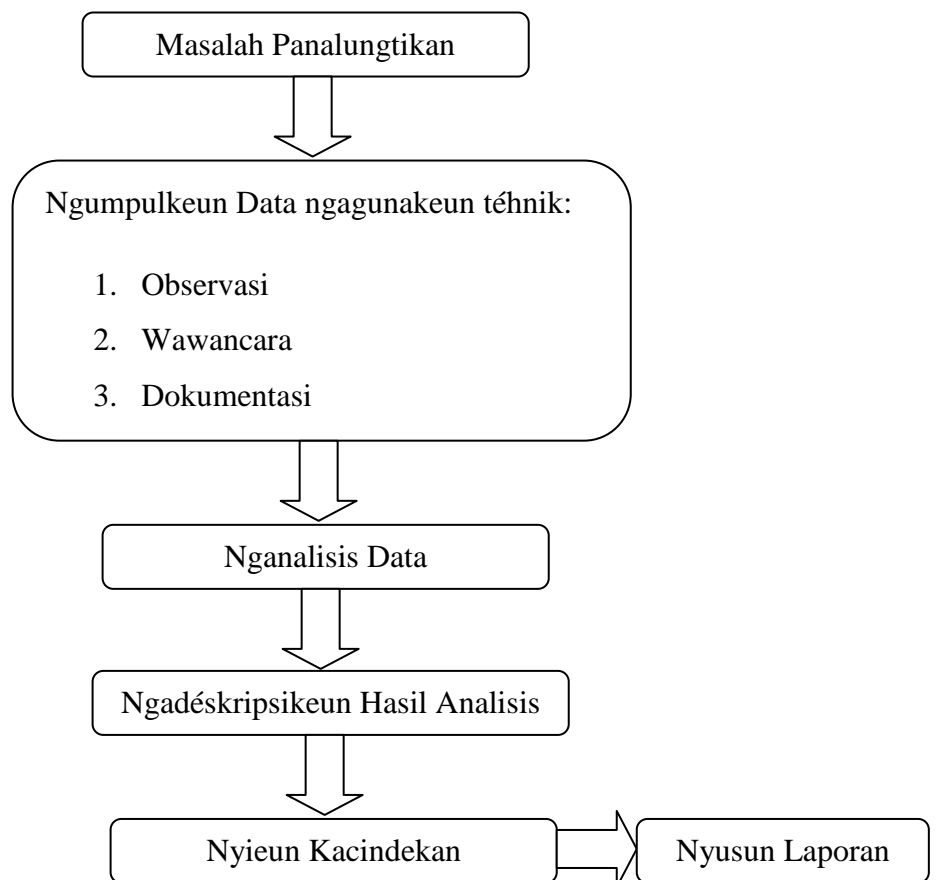 Masalah Panalungtikan
Ngumpulkeun Data ngagunakeun téhnik:
1. Observasi
2. Wawancara
3. Dokumentasi
Nganalisis Data
Ngadéskripsikeun Hasil Analisis
Nyieun Kacindekan
Nyusun Laporan